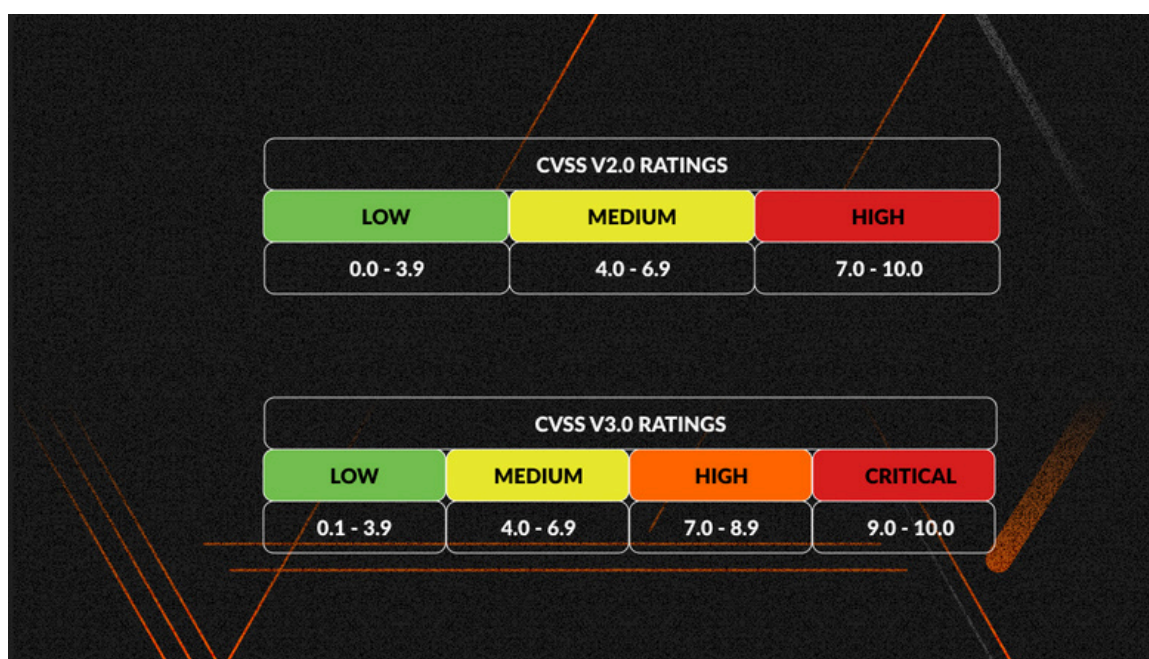 CVSS V2.0 RATINGS
LOW MEDIUM HIGH
0.0 - 3.9 4.0 - 6.9 7.0 - 10.0
CVSS V3.0 RATINGS
LOW MEDIUM HIGH CRITICAL
0.1 - 3.9 4.0 - 6.9 7.0 - 8.9 9.0 - 10.0